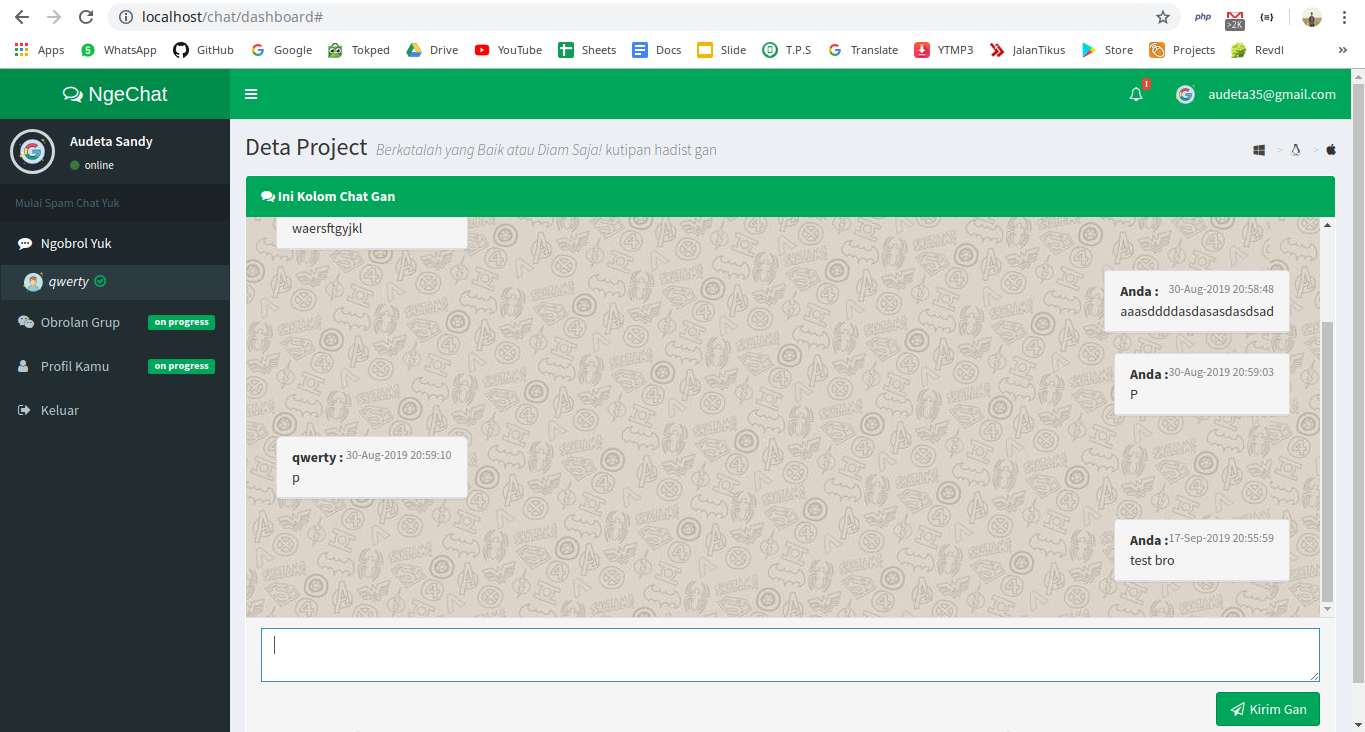 localhost/chat/dashboard#
php
>2K
{≡}
Apps WhatsApp GitHub Google Tokped Drive YouTube Sheets Docs Slide T.P.S Translate YTMP3 JalanTikus Store Projects Revdl »
NgeChat
!
audeta35@gmail.com
Audeta Sandy
online
Mulai Spam Chat Yuk
Ngobrol Yuk
qwerty
Obrolan Grup on progress
Profil Kamu on progress
Keluar
Deta Project Berkatalah yang Baik atau Diam Saja! kutipan hadist gan
> >
Ini Kolom Chat Gan
waersftgyjkl
Anda : 30-Aug-2019 20:58:48
aaasddddasdasasdasdsad
Anda : 30-Aug-2019 20:59:03
P
qwerty : 30-Aug-2019 20:59:10
p
Anda : 17-Sep-2019 20:55:59
test bro
Kirim Gan